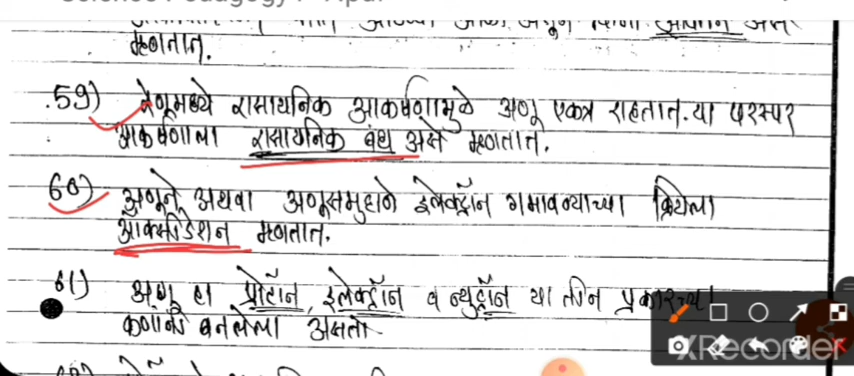 म्हणतात.
59) रेणूमध्ये रासायनिक आकर्षणामुळे अणू एकत्र राहतात. या परस्पर
आकर्षणाला रासायनिक बंध असे म्हणतात.
60) अणूने अथवा अणूसमुहाने इलेक्ट्रॉन गमावन्याच्या क्रियेला
ऑक्सीडेशन म्हणतात.
61) अणू हा प्रोटॉन, इलेक्ट्रॉन व न्युट्रॉन या तीन प्रकारच्या
कणांनी बनलेला असतो
XRecorder